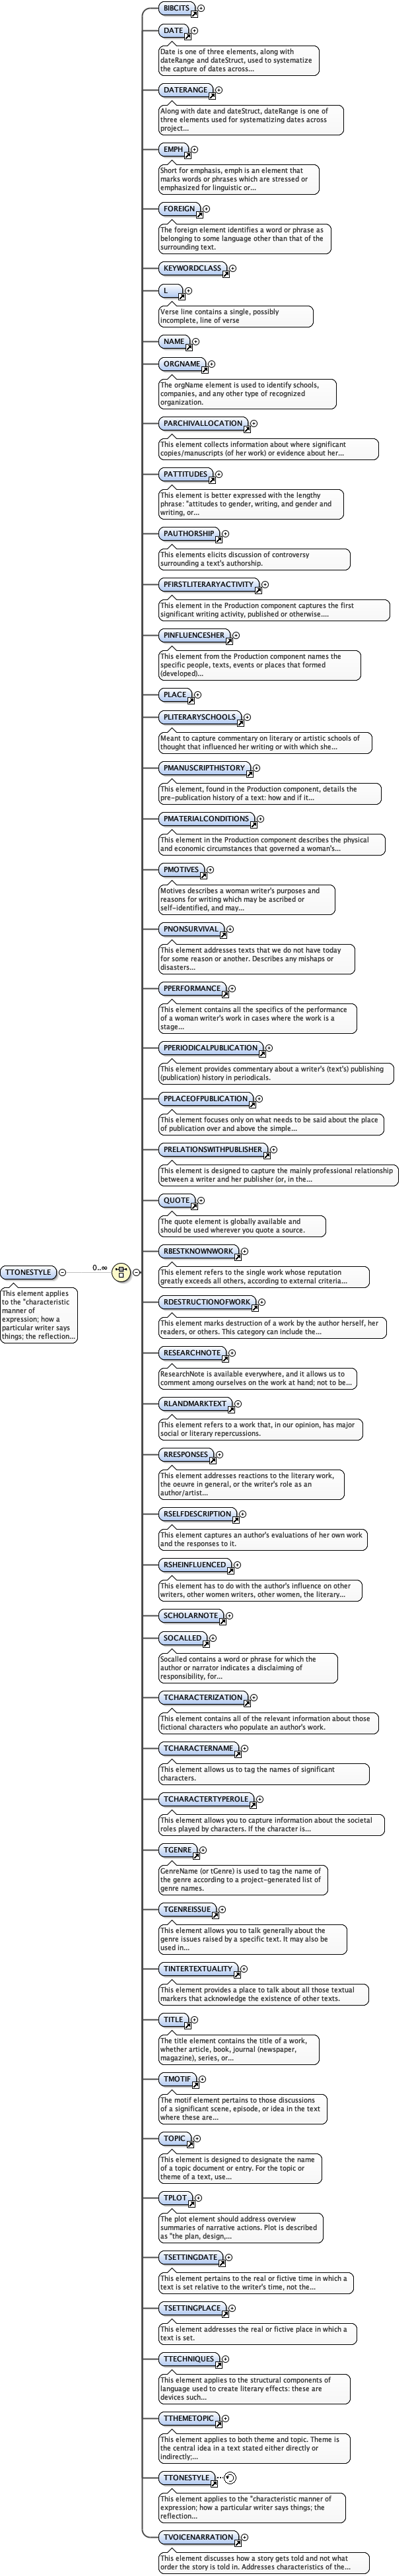 BIBCITS
DATE
Date is one of three elements, along with
dateRange and dateStruct, used to systematize
the capture of dates across...
DATERANGE
Along with date and dateStruct, dateRange is one of
three elements used for systematizing dates across
project...
EMPH
Short for emphasis, emph is an element that
marks words or phrases which are stressed or
emphasized for linguistic or...
FOREIGN
The foreign element identifies a word or phrase as
belonging to some language other than that of the
surrounding text.
KEYWORDCLASS
L
Verse line contains a single, possibly
incomplete, line of verse
NAME
ORGNAME
The orgName element is used to identify schools,
companies, and any other type of recognized
organization.
PARCHIVALLOCATION
This element collects information about where significant
copies/manuscripts (of her work) or evidence about her...
PATTITUDES
This element is better expressed with the lengthy
phrase: "attitudes to gender, writing, and gender and
writing, or...
PAUTHORSHIP
This elements elicits discussion of controversy
surrounding a text's authorship.
PFIRSTLITERARYACTIVITY
This element in the Production component captures the first
significant writing activity, published or otherwise....
PINFLUENCESHER
This element from the Production component names the
specific people, texts, events or places that formed
(developed)...
PLACE
PLITERARYSCHOOLS
Meant to capture commentary on literary or artistic schools of
thought that influenced her writing or with which she...
PMANUSCRIPTHISTORY
This element, found in the Production component, details the
pre-publication history of a text: how and if it...
PMATERIALCONDITIONS
This element in the Production component describes the physical
and economic circumstances that governed a woman's...
PMOTIVES
Motives describes a woman writer's purposes and
reasons for writing which may be ascribed or
self-identified, and may...
PNONSURVIVAL
This element addresses texts that we do not have today
for some reason or another. Describes any mishaps or
disasters...
PPERFORMANCE
This element contains all the specifics of the performance
of a woman writer's work in cases where the work is a
stage...
PPERIODICALPUBLICATION
This element provides commentary about a writer's (text's) publishing
(publication) history in periodicals.
PPLACEOFPUBLICATION
This element focuses only on what needs to be said about the place
of publication over and above the simple...
PRELATIONSWITHPUBLISHER
This element is designed to capture the mainly professional relationship
between a writer and her publisher (or, in the...
QUOTE
The quote element is globally available and
should be used wherever you quote a source.
RBESTKNOWNWORK
This element refers to the single work whose reputation
greatly exceeds all others, according to external criteria...
TTONESTYLE
0..∞
This element applies
to the "characteristic
manner of
expression; how a
particular writer says
things; the reflection...
RDESTRUCTIONOFWORK
This element marks destruction of a work by the author herself, her
readers, or others. This category can include the...
RESEARCHNOTE
ResearchNote is available everywhere, and it allows us to
comment among ourselves on the work at hand; not to be...
RLANDMARKTEXT
This element refers to a work that, in our opinion, has major
social or literary repercussions.
RRESPONSES
This element addresses reactions to the literary work,
the oeuvre in general, or the writer's role as an
author/artist...
RSELFDESCRIPTION
This element captures an author's evaluations of her own work
and the responses to it.
RSHEINFLUENCED
This element has to do with the author's influence on other
writers, other women writers, other women, the literary...
SCHOLARNOTE
SOCALLED
Socalled contains a word or phrase for which the
author or narrator indicates a disclaiming of
responsibility, for...
TCHARACTERIZATION
This element contains all of the relevant information about those
fictional characters who populate an author's work.
TCHARACTERNAME
This element allows us to tag the names of significant
characters.
TCHARACTERTYPEROLE
This element allows you to capture information about the societal
roles played by characters. If the character is...
TGENRE
GenreName (or tGenre) is used to tag the name of
the genre according to a project-generated list of
genre names.
TGENREISSUE
This element allows you to talk generally about the
genre issues raised by a specific text. It may also be
used in...
TINTERTEXTUALITY
This element provides a place to talk about all those textual
markers that acknowledge the existence of other texts.
TITLE
The title element contains the title of a work,
whether article, book, journal (newspaper,
magazine), series, or...
TMOTIF
The motif element pertains to those discussions
of a significant scene, episode, or idea in the text
where these are...
TOPIC
This element is designed to designate the name
of a topic document or entry. For the topic or
theme of a text, use...
TPLOT
The plot element should address overview
summaries of narrative actions. Plot is described
as "the plan, design,...
TSETTINGDATE
This element pertains to the real or fictive time in which a
text is set relative to the writer's time, not the...
TSETTINGPLACE
This element addresses the real or fictive place in which a
text is set.
TTECHNIQUES
This element applies to the structural components of
language used to create literary effects: these are
devices such...
TTHEMETOPIC
This element applies to both theme and topic. Theme is
the central idea in a text stated either directly or
indirectly;...
TTONESTYLE
This element applies to the "characteristic manner of
expression; how a particular writer says things; the
reflection...
TVOICENARRATION
This element discusses how a story gets told and not what
order the story is told in. Addresses characteristics of the...